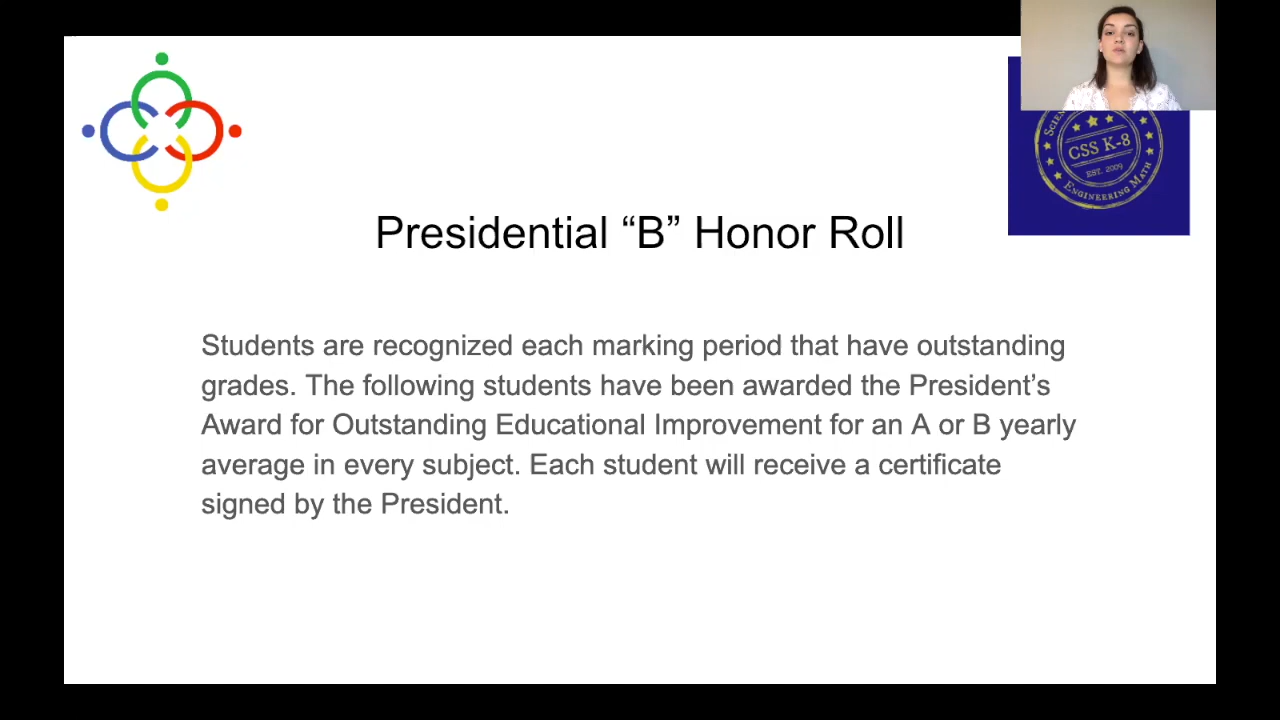 Presidential “B” Honor Roll
Students are recognized each marking period that have outstanding
grades. The following students have been awarded the President’s
Award for Outstanding Educational Improvement for an A or B yearly
average in every subject. Each student will receive a certificate
signed by the President.
CSS K-8
EST. 2009
ENGINEERING MATH